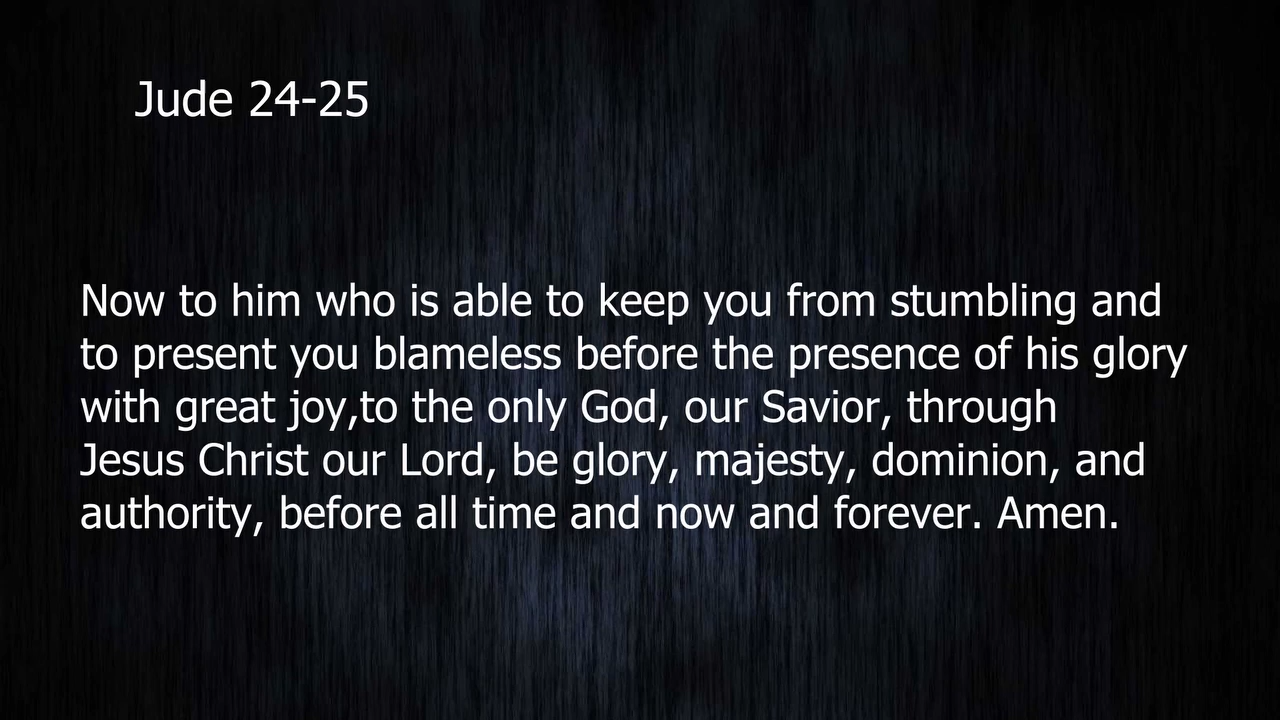 Jude 24-25
Now to him who is able to keep you from stumbling and
to present you blameless before the presence of his glory
with great joy,to the only God, our Savior, through
Jesus Christ our Lord, be glory, majesty, dominion, and
authority, before all time and now and forever. Amen.